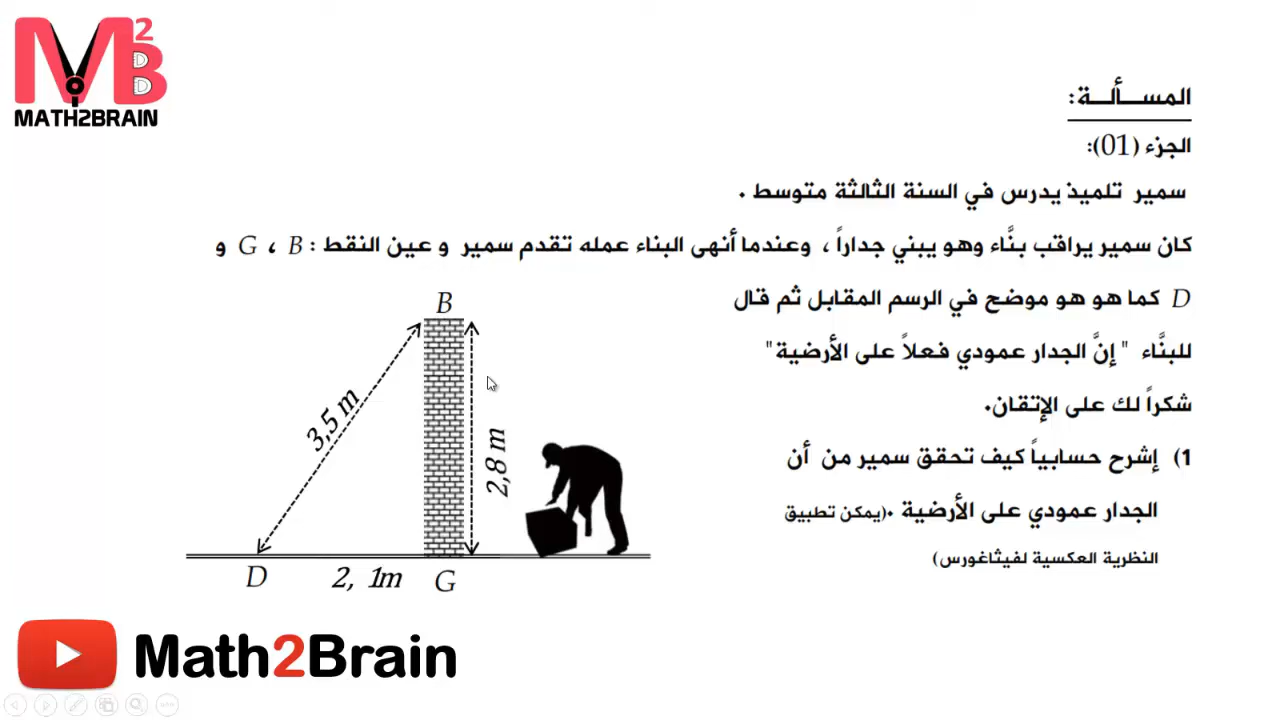 M2B
MATH2BRAIN
المســألــة:
الجزء (01):
سمير تلميذ يدرس في السنة الثالثة متوسط .
كان سمير يراقب بنَّاء وهو يبني جداراً ، وعندما أنهى البناء عمله تقدم سمير و عين النقط : G ، B و
D كما هو هو موضح في الرسم المقابل ثم قال
للبنَّاء " إنَّ الجدار عمودي فعلاً على الأرضية"
شكراً لك على الإتقان.
1) إشرح حسابياً كيف تحقق سمير من أن
الجدار عمودي على الأرضية .(يمكن تطبيق
النظرية العكسية لفيثاغورس)
B
3,5 m
2,8 m
D
2, 1m
G
Math2Brain